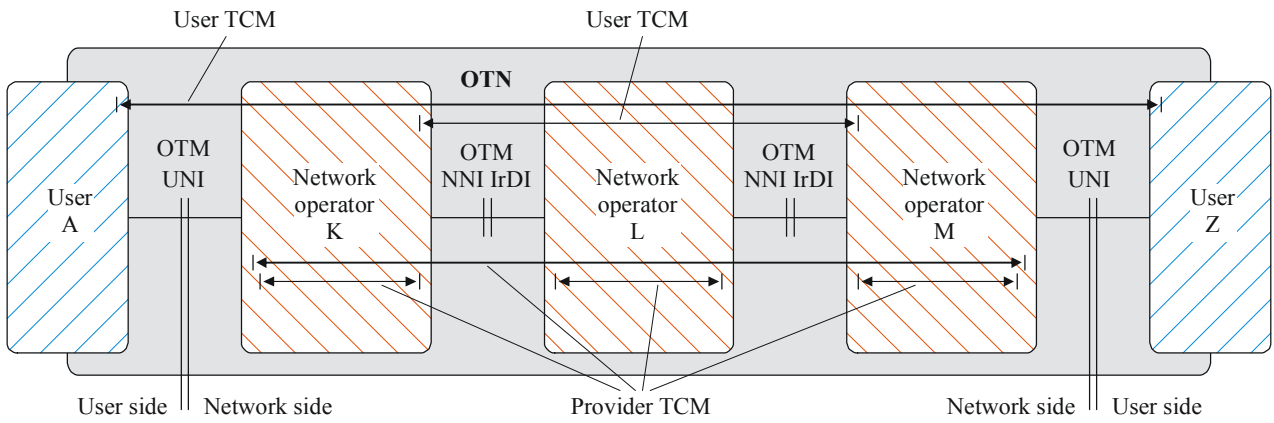 User TCM
User TCM
OTN
OTM
UNI
OTM
NNI IrDI
OTM
NNI IrDI
OTM
UNI
User
A
Network
operator
K
Network
operator
L
Network
operator
M
User
Z
User side
Network side
Provider TCM
Network side
User side